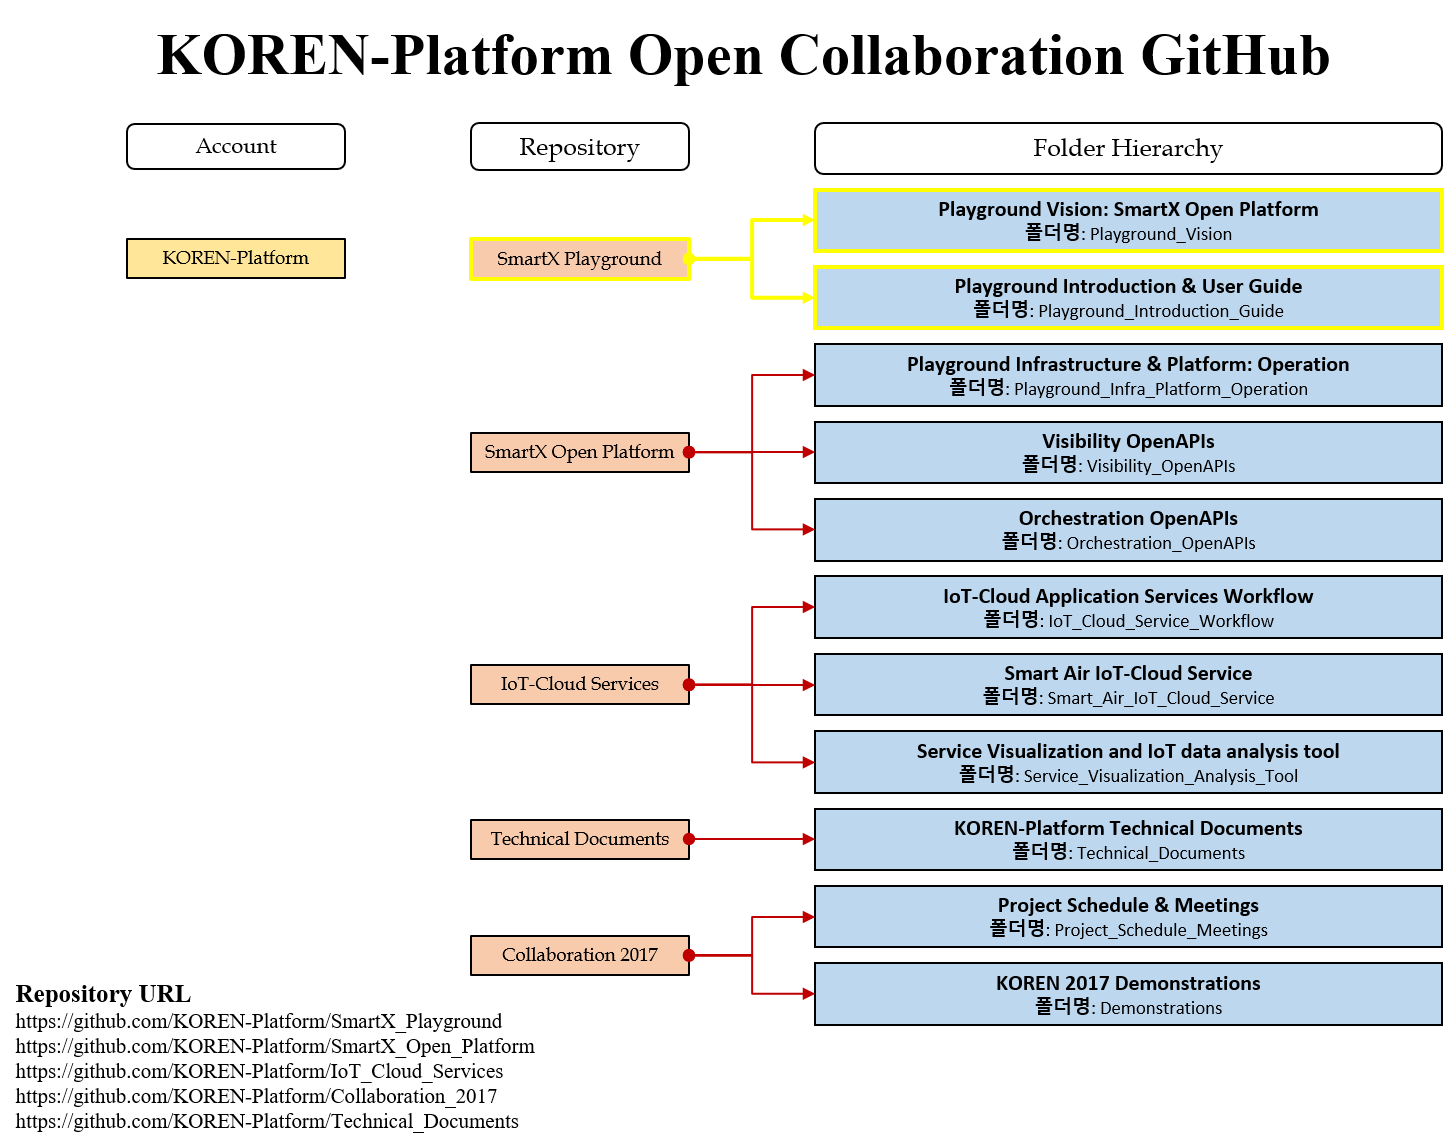 KOREN-Platform Open Collaboration GitHub
Account
Repository
Folder Hierarchy
KOREN-Platform
SmartX Playground
Playground Vision: SmartX Open Platform
폴더명: Playground_Vision
Playground Introduction & User Guide
폴더명: Playground_Introduction_Guide
SmartX Open Platform
Playground Infrastructure & Platform: Operation
폴더명: Playground_Infra_Platform_Operation
Visibility OpenAPIs
폴더명: Visibility_OpenAPIs
Orchestration OpenAPIs
폴더명: Orchestration_OpenAPIs
IoT-Cloud Services
IoT-Cloud Application Services Workflow
폴더명: IoT_Cloud_Service_Workflow
Smart Air IoT-Cloud Service
폴더명: Smart_Air_IoT_Cloud_Service
Service Visualization and IoT data analysis tool
폴더명: Service_Visualization_Analysis_Tool
Technical Documents
KOREN-Platform Technical Documents
폴더명: Technical_Documents
Collaboration 2017
Project Schedule & Meetings
폴더명: Project_Schedule_Meetings
KOREN 2017 Demonstrations
폴더명: Demonstrations
Repository URL
https://github.com/KOREN-Platform/SmartX_Playground
https://github.com/KOREN-Platform/SmartX_Open_Platform
https://github.com/KOREN-Platform/IoT_Cloud_Services
https://github.com/KOREN-Platform/Collaboration_2017
https://github.com/KOREN-Platform/Technical_Documents